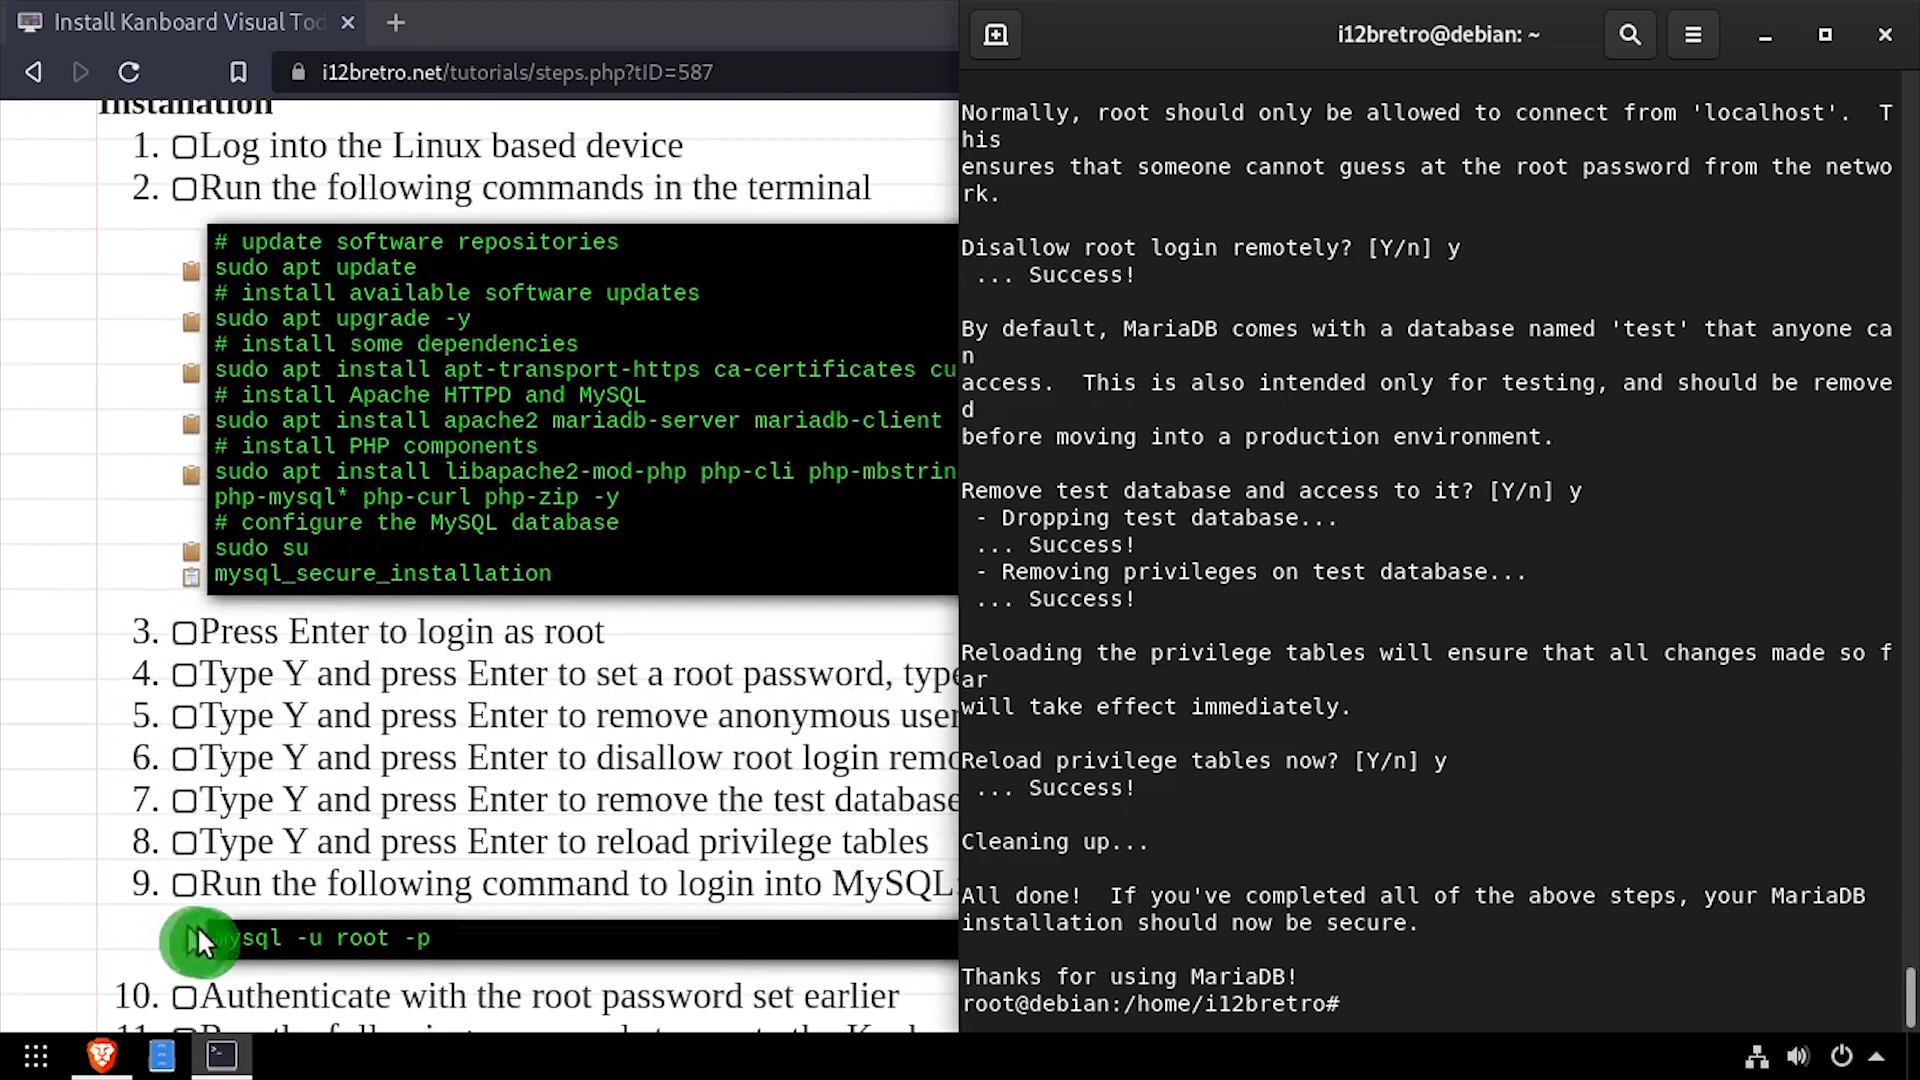 Install Kanboard Visual Tod
i12bretro.net/tutorials/steps.php?tID=587
Installation
1. Log into the Linux based device
2. Run the following commands in the terminal
# update software repositories
sudo apt update
# install available software updates
sudo apt upgrade -y
# install some dependencies
sudo apt install apt-transport-https ca-certificates cu
# install Apache HTTPD and MySQL
sudo apt install apache2 mariadb-server mariadb-client
# install PHP components
sudo apt install libapache2-mod-php php-cli php-mbstrin
php-mysql* php-curl php-zip -y
# configure the MySQL database
sudo su
mysql_secure_installation
3. Press Enter to login as root
4. Type Y and press Enter to set a root password, type
5. Type Y and press Enter to remove anonymous user
6. Type Y and press Enter to disallow root login remo
7. Type Y and press Enter to remove the test database
8. Type Y and press Enter to reload privilege tables
9. Run the following command to login into MySQL:
mysql -u root -p
10. Authenticate with the root password set earlier
i12bretro@debian: ~
Normally, root should only be allowed to connect from 'localhost'.  T
his
ensures that someone cannot guess at the root password from the netwo
rk.
Disallow root login remotely? [Y/n] y
 ... Success!
By default, MariaDB comes with a database named 'test' that anyone ca
n
access.  This is also intended only for testing, and should be remove
d
before moving into a production environment.
Remove test database and access to it? [Y/n] y
 - Dropping test database...
 ... Success!
 - Removing privileges on test database...
 ... Success!
Reloading the privilege tables will ensure that all changes made so f
ar
will take effect immediately.
Reload privilege tables now? [Y/n] y
 ... Success!
Cleaning up...
All done!  If you've completed all of the above steps, your MariaDB
installation should now be secure.
Thanks for using MariaDB!
root@debian:/home/i12bretro#